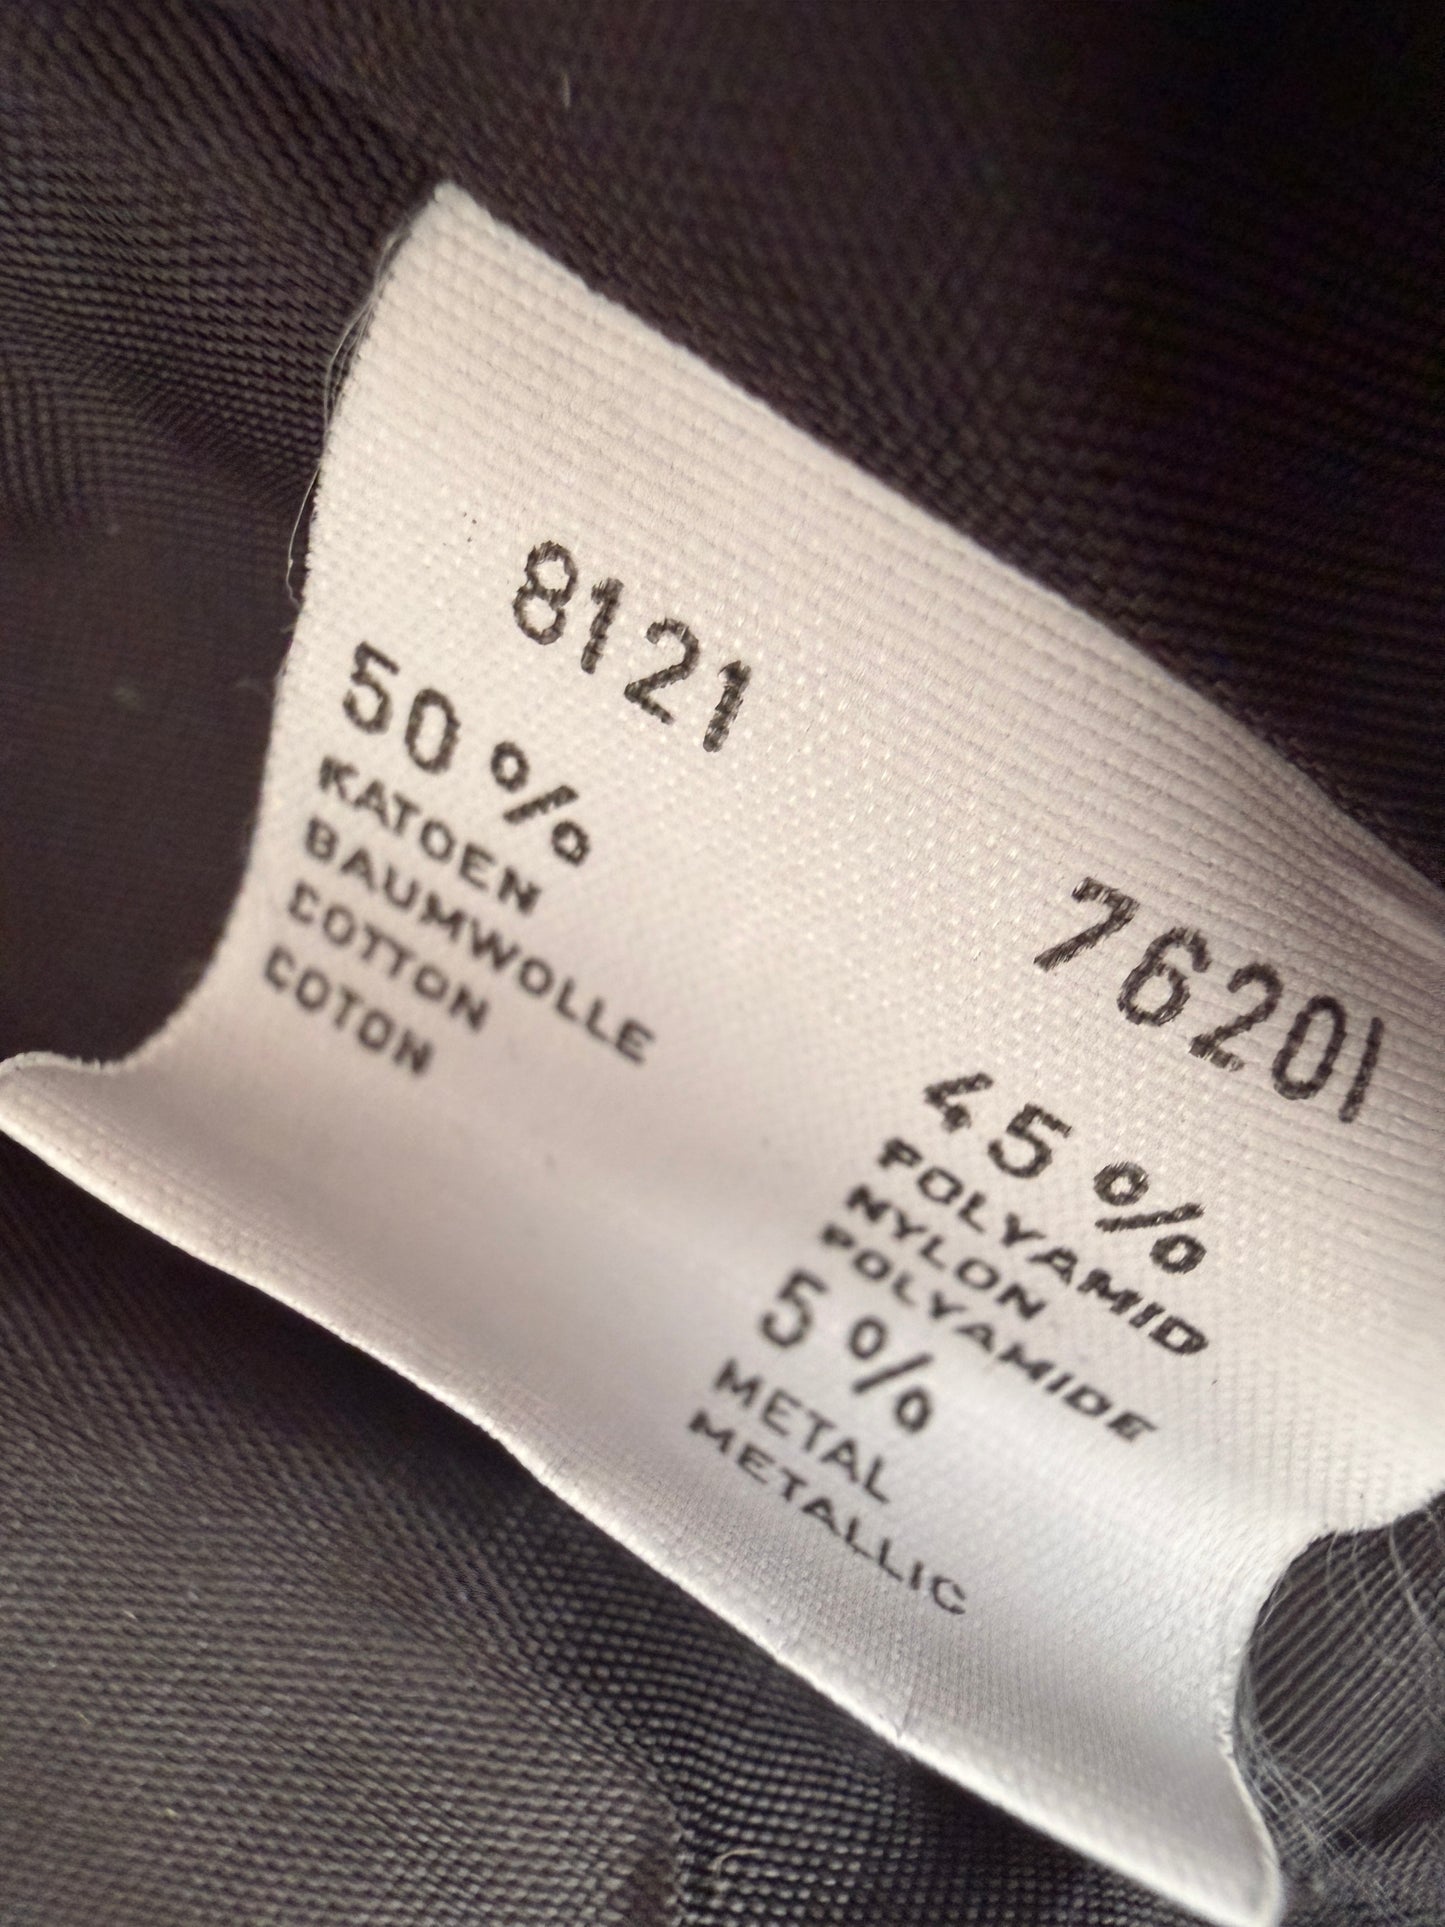 8121
50 %
KATOEN
BAUMWOLLE
COTTON
COTON
76201
45 %
POLYAMID
NYLON
POLYAMIDE
5 %
METAL
METALLIC